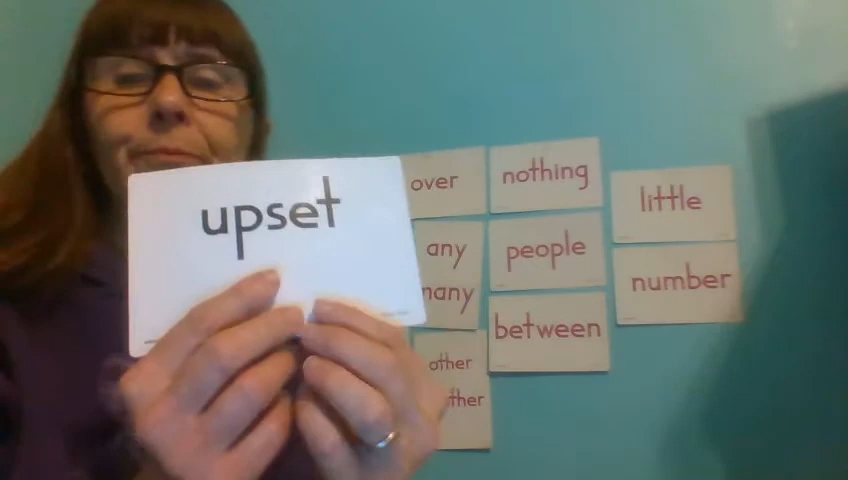 upset
over
any
many
other
nothing
people
between
little
number